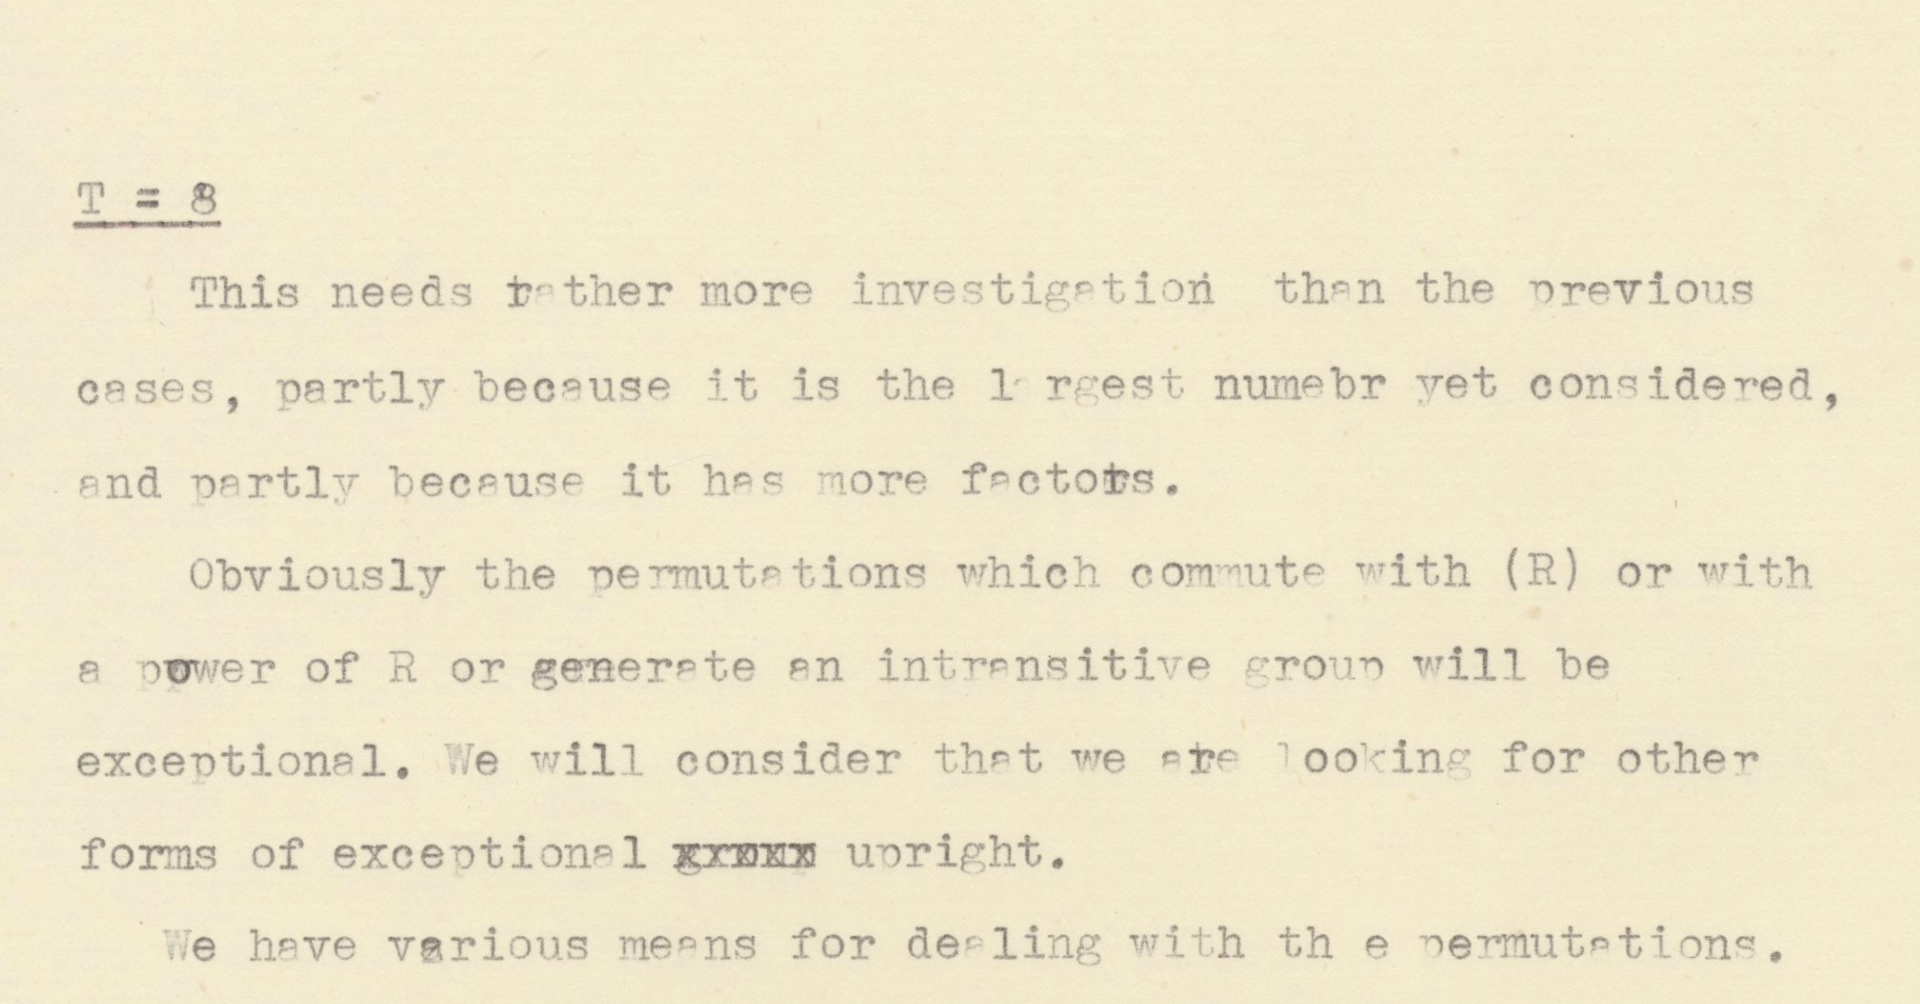 T = 8
This needs rather more investigation than the previous
cases, partly because it is the largest numebr yet considered,
and partly because it has more factors.
Obviously the permutations which commute with (R) or with
a power of R or generate an intransitive group will be
exceptional. We will consider that we are looking for other
forms of exceptional upright.
We have various means for dealing with th e permutations.